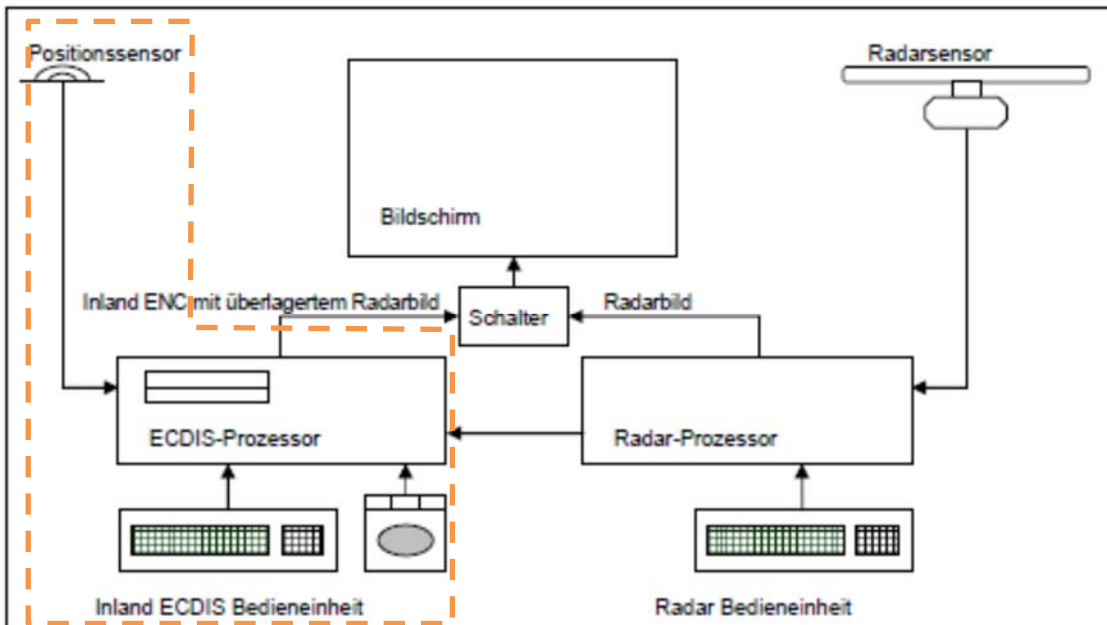 Positionssensor
Radarsensor
Bildschirm
Inland ENC mit überlagertem Radarbild
Schalter
Radarbild
ECDIS-Prozessor
Radar-Prozessor
Inland ECDIS Bedieneinheit
Radar Bedieneinheit